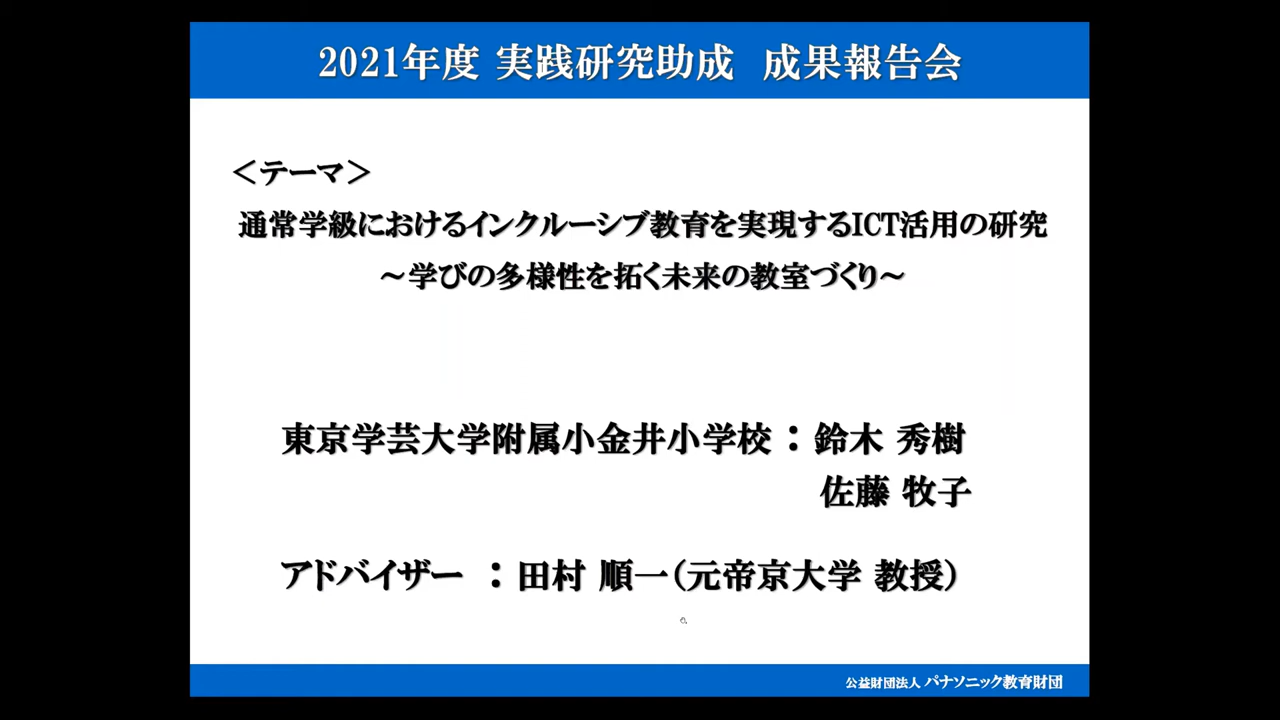 2021年度 実践研究助成　成果報告会
＜テーマ＞
通常学級におけるインクルーシブ教育を実現するICT活用の研究
～学びの多様性を拓く未来の教室づくり～
東京学芸大学附属小金井小学校：鈴木 秀樹
佐藤 牧子
アドバイザー ：田村 順一（元帝京大学 教授）
公益財団法人 パナソニック教育財団